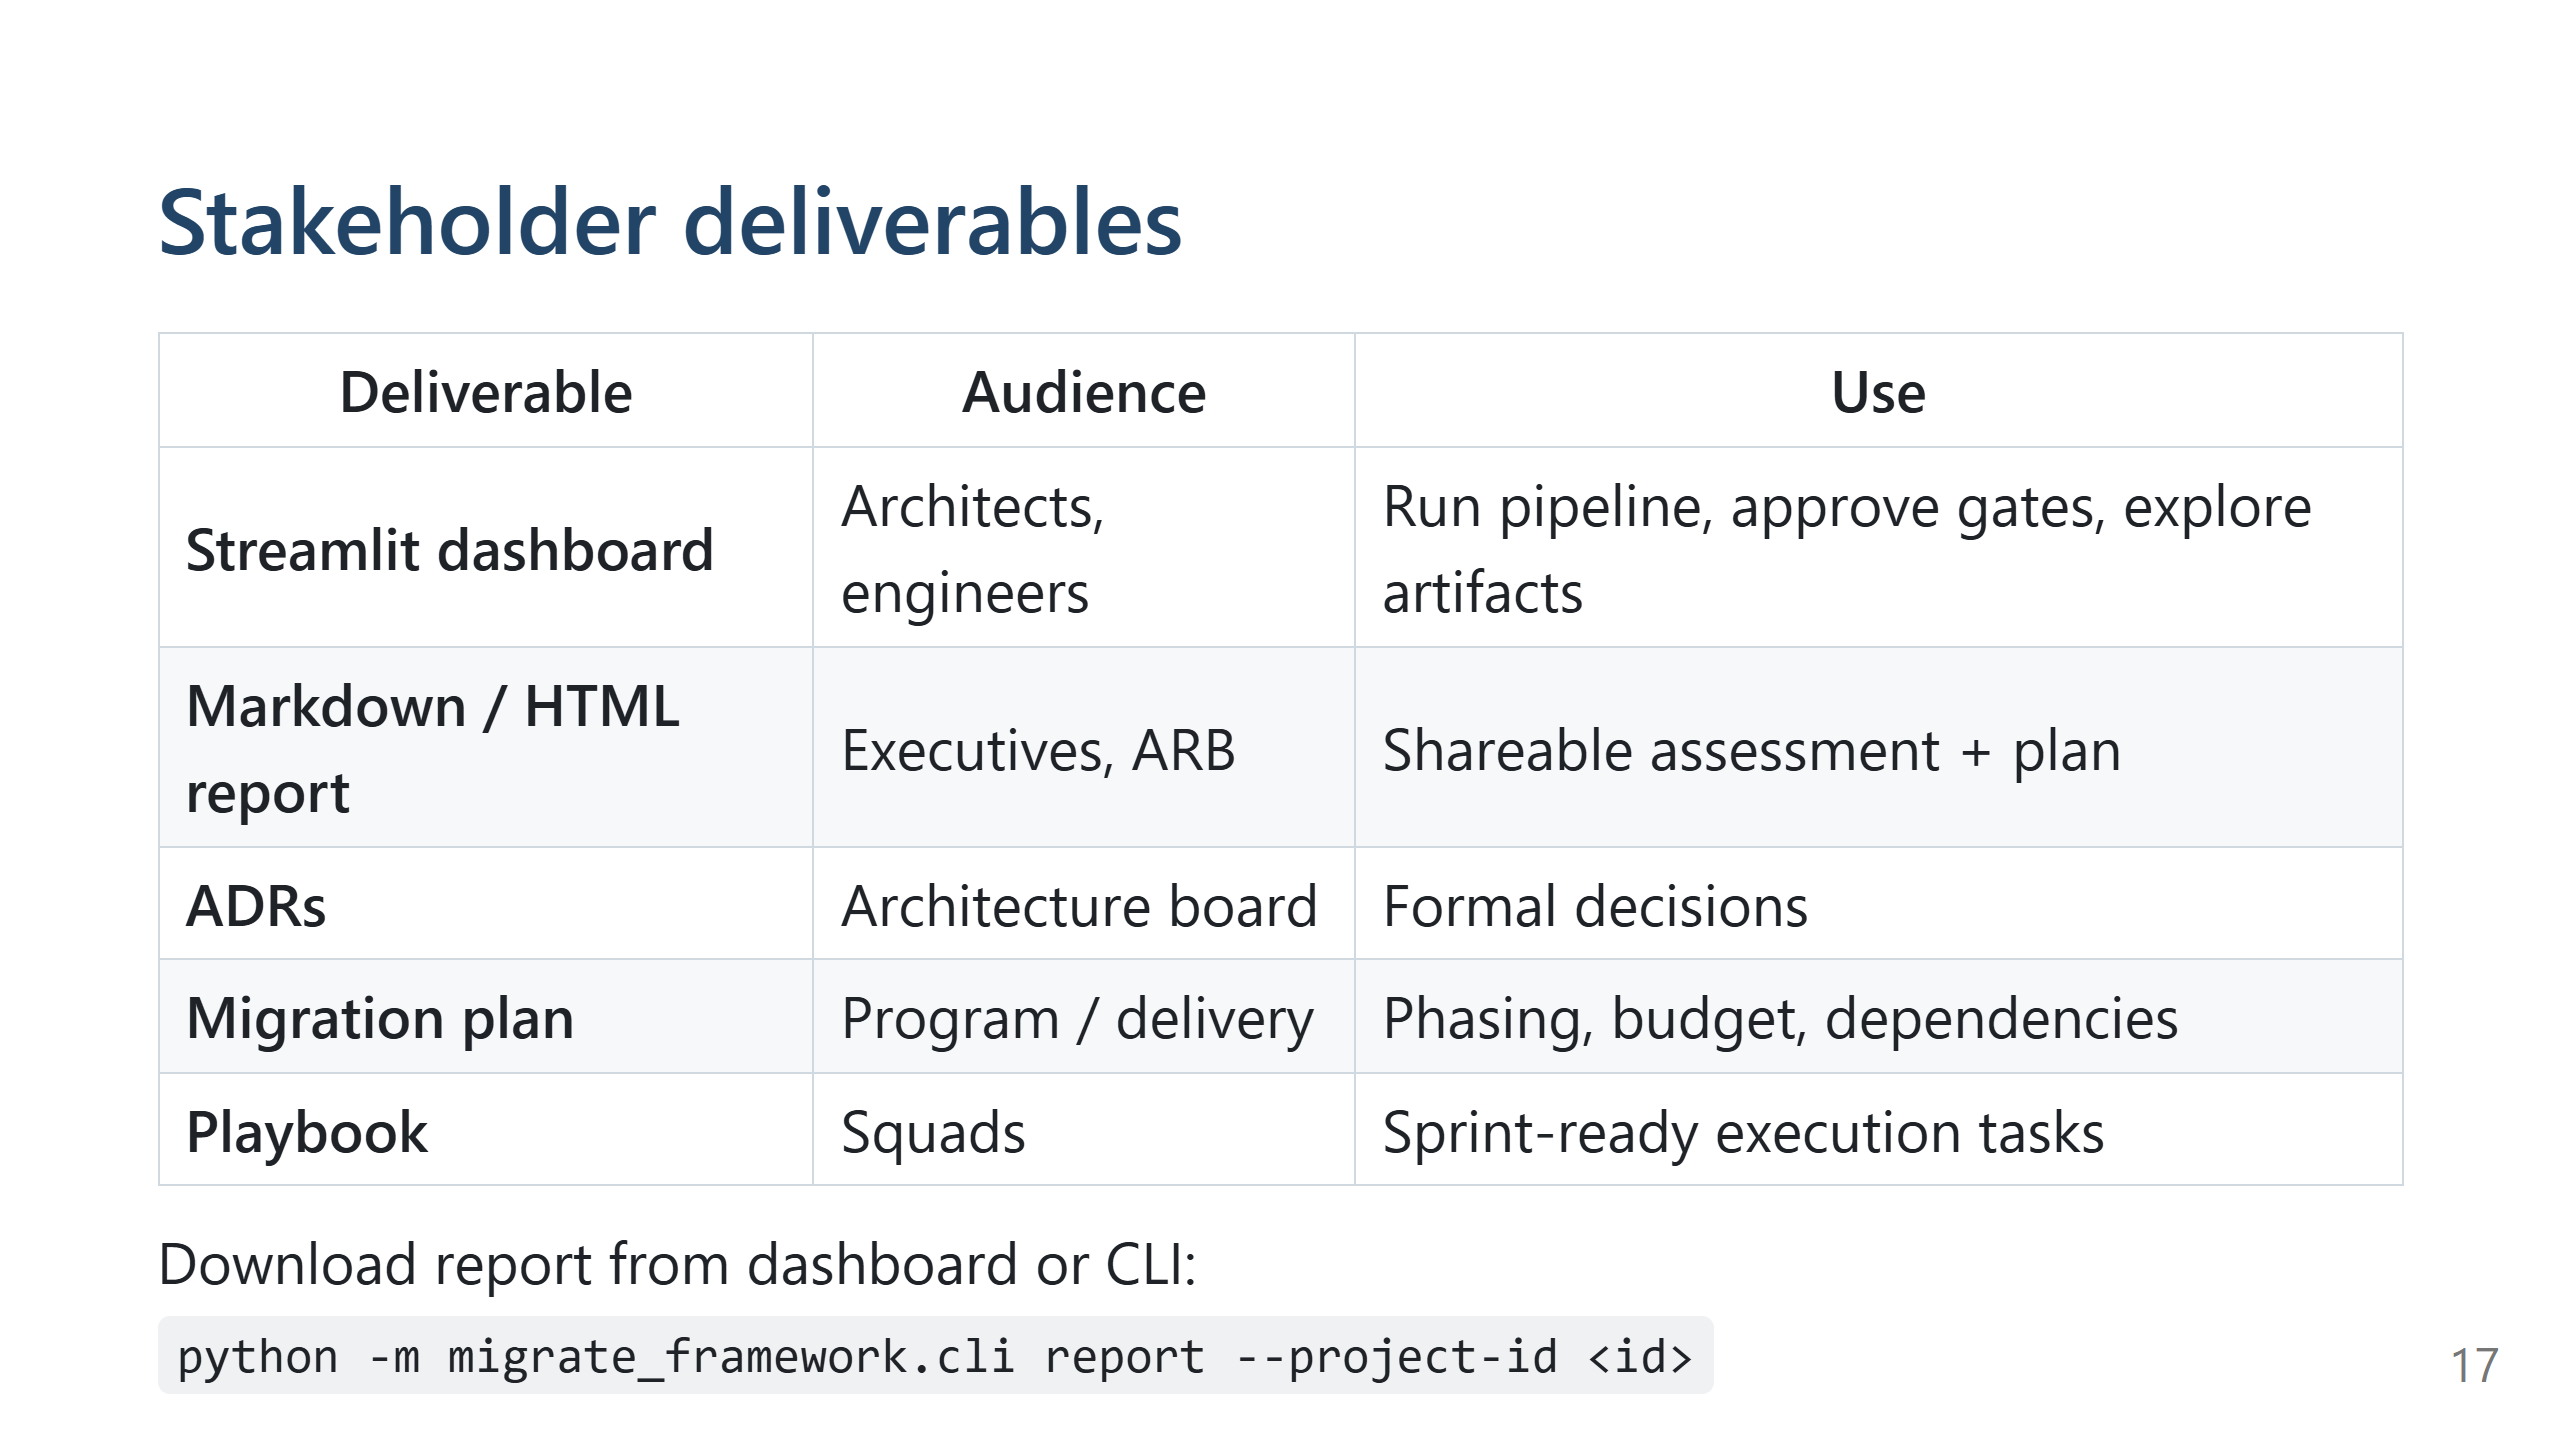 Stakeholder deliverables
Deliverable Audience Use
Streamlit dashboard
Architects,
engineers
Run pipeline, approve gates, explore
artifacts
Markdown / HTML
report
Executives, ARB
Shareable assessment + plan
ADRs
Architecture board
Formal decisions
Migration plan
Program / delivery
Phasing, budget, dependencies
Playbook
Squads
Sprint-ready execution tasks
Download report from dashboard or CLI:
python -m migrate_framework.cli report --project-id <id>
17